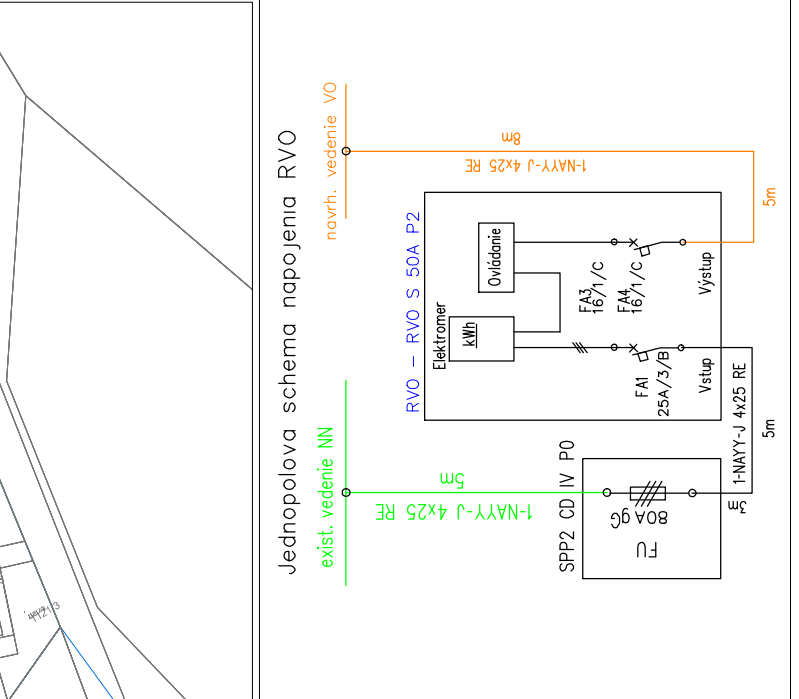 Jednopolova schema napojenia RVO
exist. vedenie NN
navrh. vedenie VO
1-NAYY-J 4x25 RE
5m
8m
1-NAYY-J 4x25 RE
5m
RVO - RVO S 50A P2
Elektromer
kWh
Ovládanie
FA1
25A/3/B
FA3
16/1/C
FA4
16/1/C
Vstup
Výstup
SPP2 CD IV P0
FU
80A gG
3m
1-NAYY-J 4x25 RE
5m